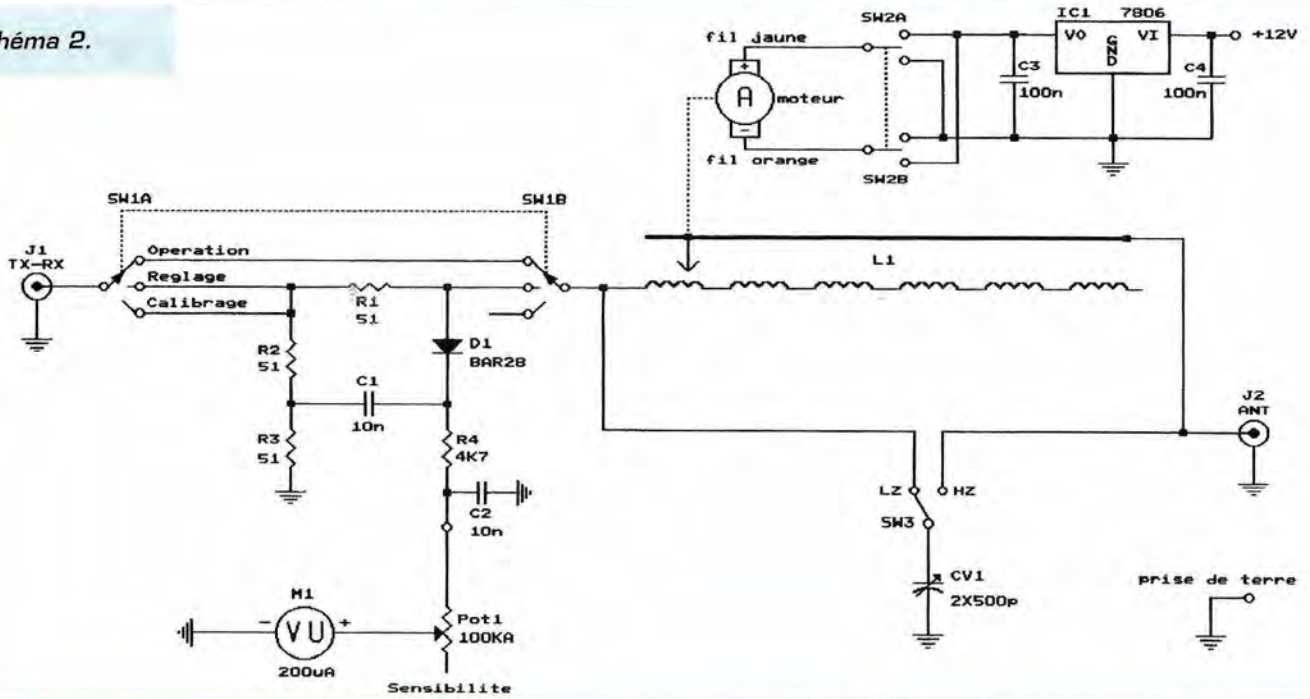 héma 2.
SW2A
IC1 7806
fil jaune
VO
GND
VI
+12V
+
A
moteur
-
C3
100n
C4
100n
fil orange
SW2B
SW1A
SW1B
J1
TX-RX
Operation
Reglage
Calibrage
L1
R1
51
R2
51
D1
BAR28
C1
10n
R3
51
R4
4K7
J2
ANT
C2
10n
LZ
HZ
SW3
CV1
2X500p
prise de terre
M1
-
VU
+
200uA
Pot1
100KA
Sensibilite